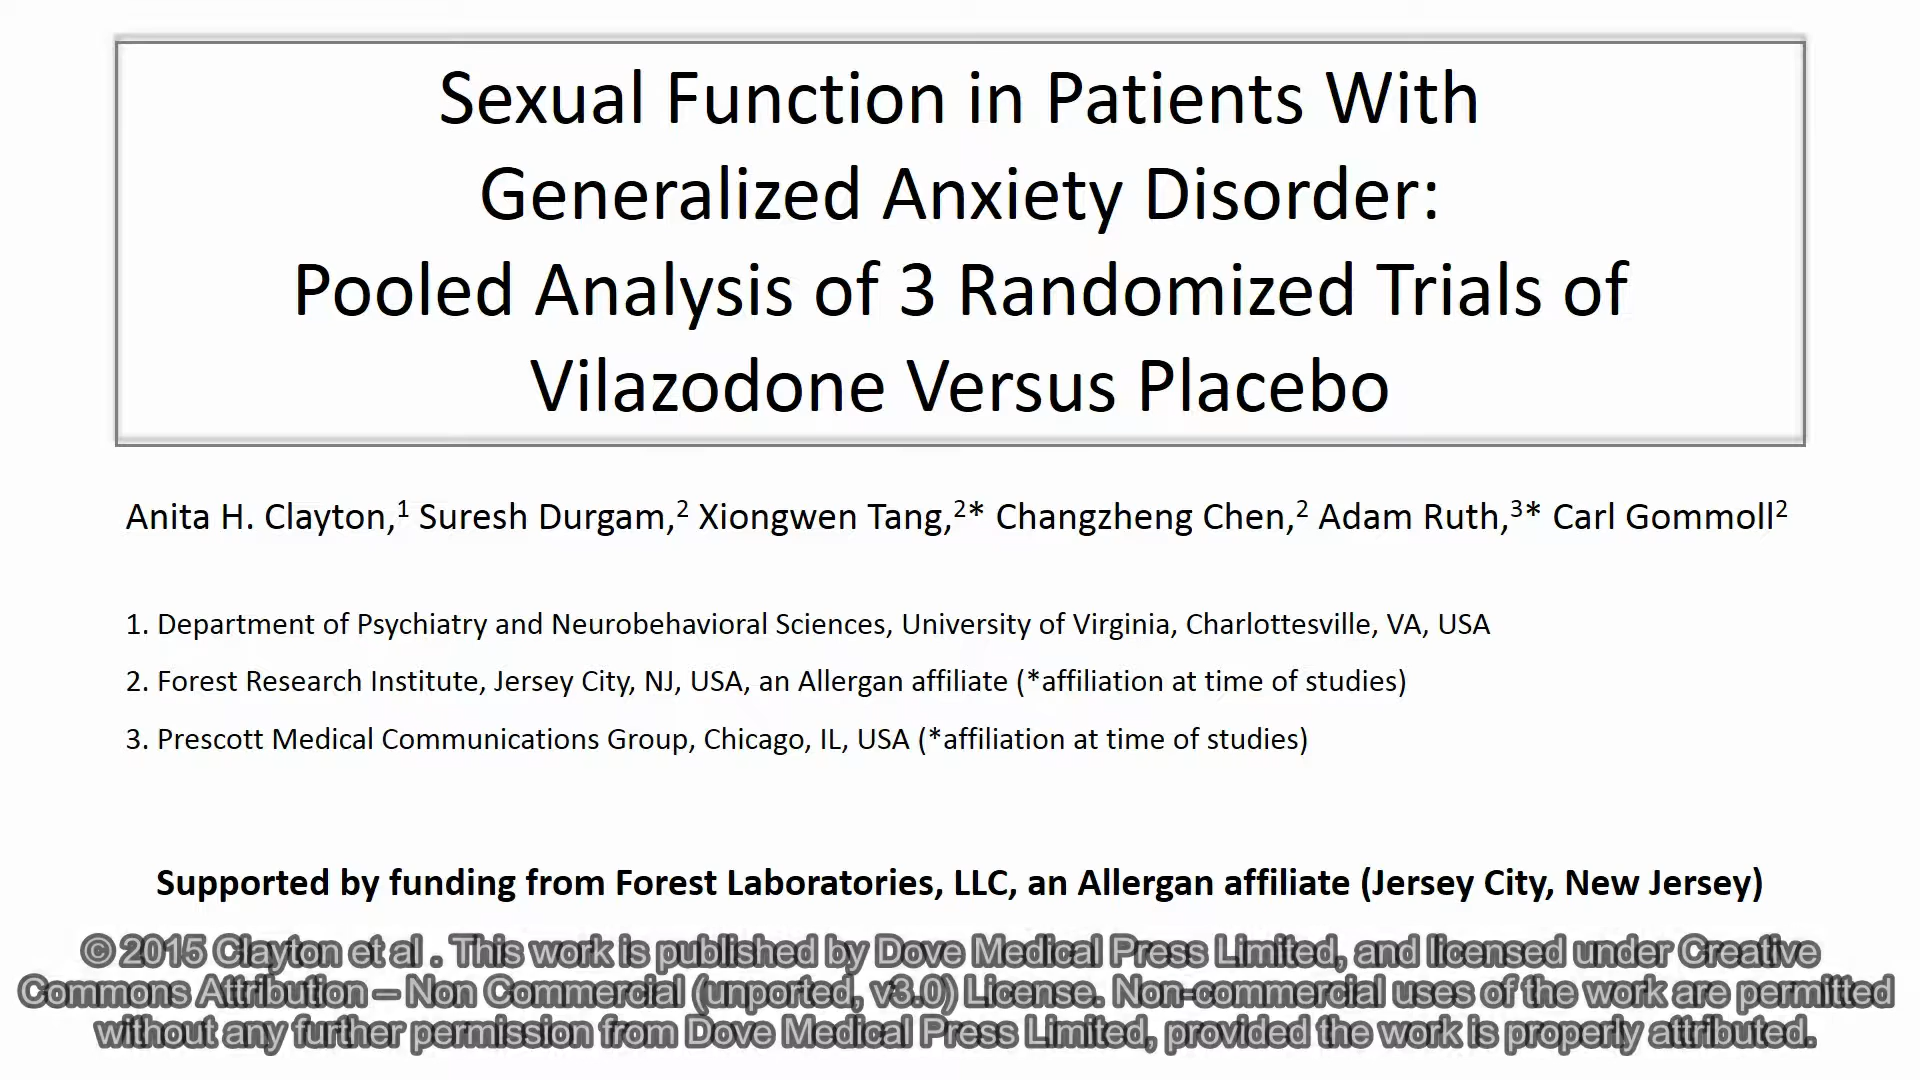 Sexual Function in Patients With
Generalized Anxiety Disorder:
Pooled Analysis of 3 Randomized Trials of
Vilazodone Versus Placebo
Anita H. Clayton,¹ Suresh Durgam,² Xiongwen Tang,²* Changzheng Chen,² Adam Ruth,³* Carl Gommoll²
1. Department of Psychiatry and Neurobehavioral Sciences, University of Virginia, Charlottesville, VA, USA
2. Forest Research Institute, Jersey City, NJ, USA, an Allergan affiliate (*affiliation at time of studies)
3. Prescott Medical Communications Group, Chicago, IL, USA (*affiliation at time of studies)
Supported by funding from Forest Laboratories, LLC, an Allergan affiliate (Jersey City, New Jersey)
© 2015 Clayton et al . This work is published by Dove Medical Press Limited, and licensed under Creative
Commons Attribution – Non Commercial (unported, v3.0) License. Non-commercial uses of the work are permitted
without any further permission from Dove Medical Press Limited, provided the work is properly attributed.